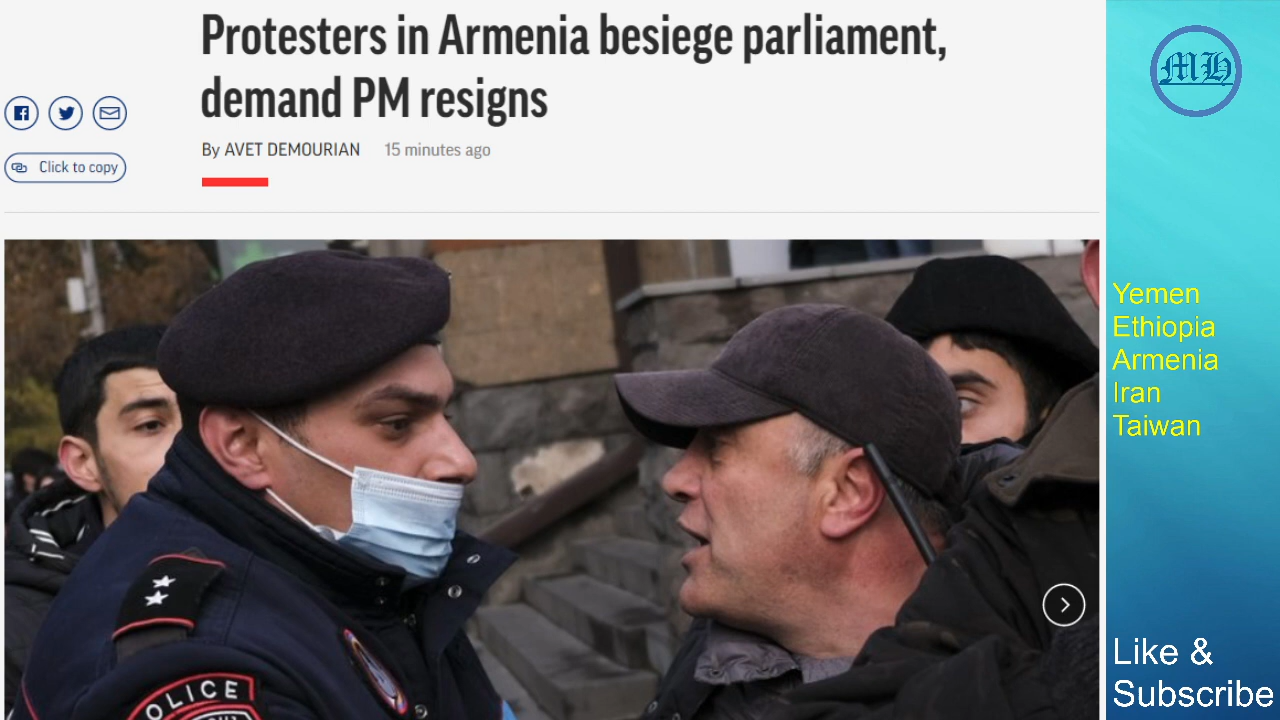 Protesters in Armenia besiege parliament,
demand PM resigns
By AVET DEMOURIAN 15 minutes ago
Click to copy
MH
Yemen
Ethiopia
Armenia
Iran
Taiwan
Like &
Subscribe
OLICE